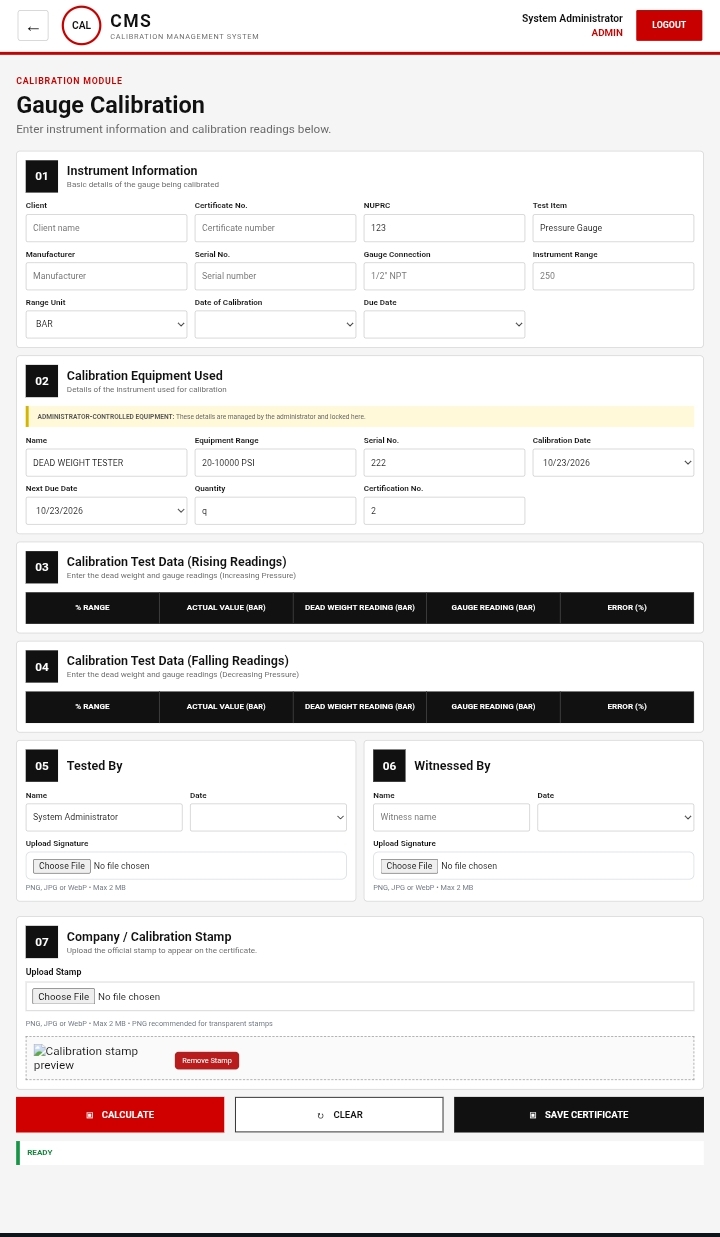 ←
CAL
CMS
CALIBRATION MANAGEMENT SYSTEM
System Administrator
ADMIN
LOGOUT
CALIBRATION MODULE
Gauge Calibration
Enter instrument information and calibration readings below.
01
Instrument Information
Basic details of the gauge being calibrated
Client Certificate No. NUPRC Test Item
Client name Certificate number 123 Pressure Gauge
Manufacturer Serial No. Gauge Connection Instrument Range
Manufacturer Serial number 1/2" NPT 250
Range Unit Date of Calibration Due Date
BAR
02
Calibration Equipment Used
Details of the instrument used for calibration
ADMINISTRATOR-CONTROLLED EQUIPMENT: These details are managed by the administrator and locked here.
Name Equipment Range Serial No. Calibration Date
DEAD WEIGHT TESTER 20-10000 PSI 222 10/23/2026
Next Due Date Quantity Certification No.
10/23/2026 q 2
03
Calibration Test Data (Rising Readings)
Enter the dead weight and gauge readings (Increasing Pressure)
% RANGE ACTUAL VALUE (BAR) DEAD WEIGHT READING (BAR) GAUGE READING (BAR) ERROR (%)
04
Calibration Test Data (Falling Readings)
Enter the dead weight and gauge readings (Decreasing Pressure)
% RANGE ACTUAL VALUE (BAR) DEAD WEIGHT READING (BAR) GAUGE READING (BAR) ERROR (%)
05
Tested By
Name Date
System Administrator
Upload Signature
Choose File No file chosen
PNG, JPG or WebP • Max 2 MB
06
Witnessed By
Name Date
Witness name
Upload Signature
Choose File No file chosen
PNG, JPG or WebP • Max 2 MB
07
Company / Calibration Stamp
Upload the official stamp to appear on the certificate.
Upload Stamp
Choose File No file chosen
PNG, JPG or WebP • Max 2 MB • PNG recommended for transparent stamps
Calibration stamp
preview
Remove Stamp
▣ CALCULATE
↻ CLEAR
▣ SAVE CERTIFICATE
READY